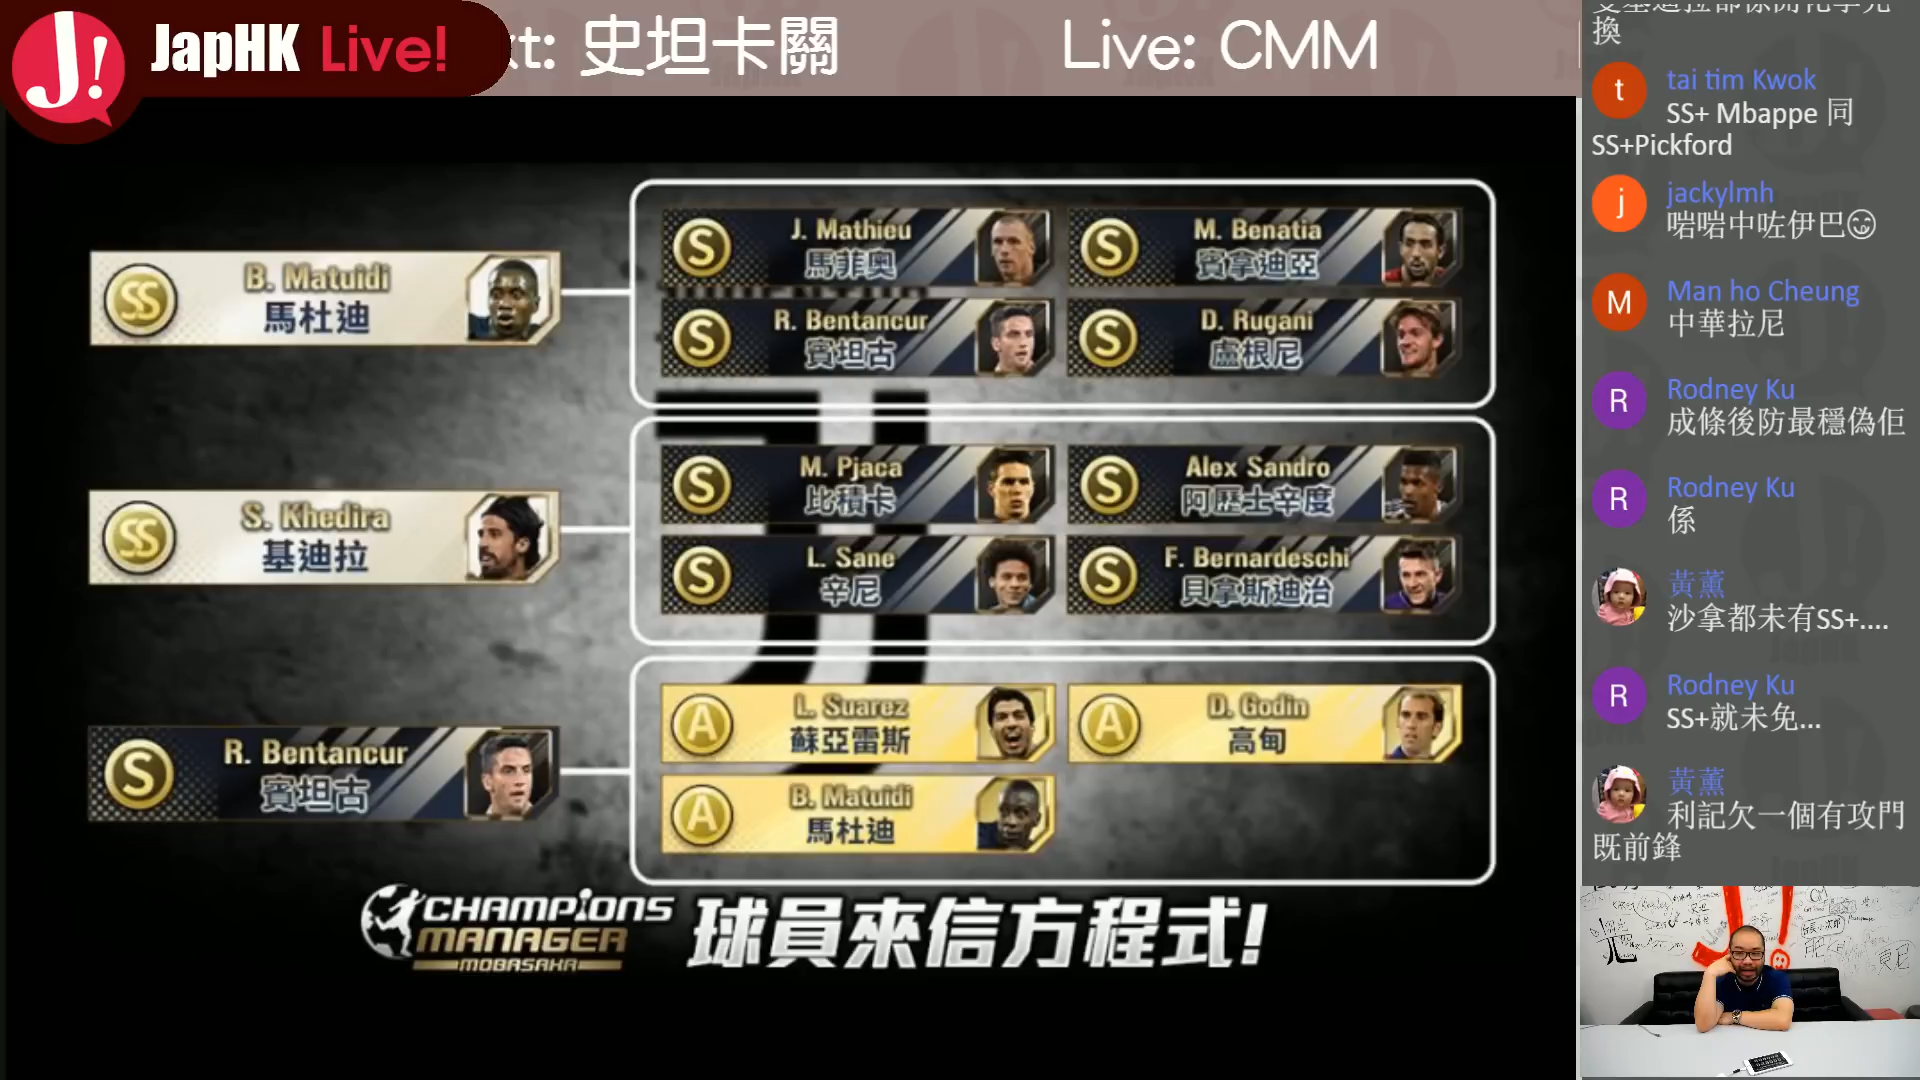 J! JapHK Live!
xt: 史坦卡關 Live: CMM
SS B. Matuidi
馬杜迪
S J. Mathieu
馬菲奧
S M. Benatia
賓拿迪亞
S R. Bentancur
賓坦古
S D. Rugani
盧根尼
SS S. Khedira
基迪拉
S M. Pjaca
比積卡
S Alex Sandro
阿歷士辛度
S L. Sane
辛尼
S F. Bernardeschi
貝拿斯迪治
S R. Bentancur
賓坦古
A L. Suarez
蘇亞雷斯
A D. Godin
高甸
A B. Matuidi
馬杜迪
CHAMPIONS
MANAGER
MOBASAKA
球員來信方程式!
換
t tai tim Kwok
SS+ Mbappe 同
SS+Pickford
j jackylmh
啱啱中咗伊巴😜
M Man ho Cheung
中華拉尼
R Rodney Ku
成條後防最穩偽佢
R Rodney Ku
係
黃薰
沙拿都未有SS+....
R Rodney Ku
SS+就未免...
黃薰
利記欠一個有攻門
既前鋒